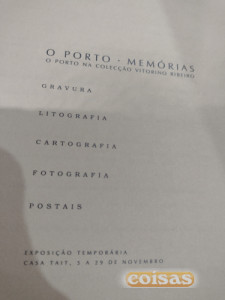 O PORTO - MEMÓRIAS
O PORTO NA COLECÇÃO VITORINO RIBEIRO
GRAVURA
LITOGRAFIA
CARTOGRAFIA
FOTOGRAFIA
POSTAIS
EXPOSIÇÃO TEMPORÁRIA
CASA TAIT, 3 A 29 DE NOVEMBRO
coisas